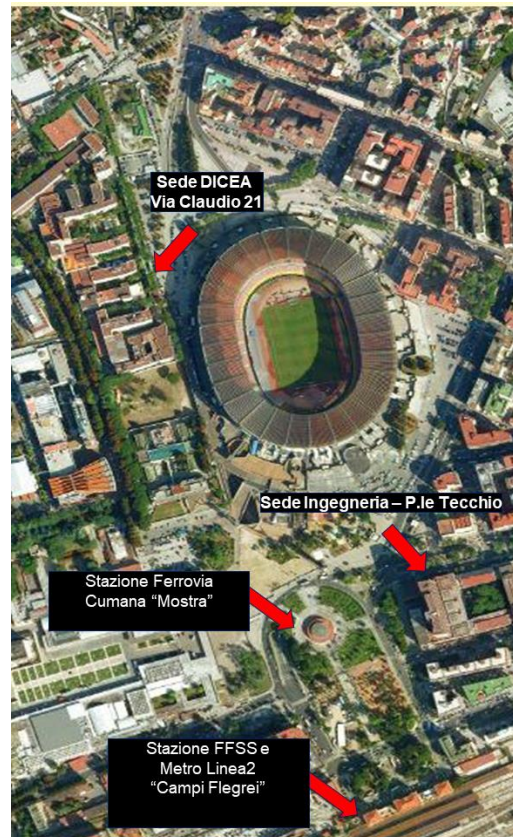 Sede DICEA
Via Claudio 21
Sede Ingegneria – P.le Tecchio
Stazione Ferrovia
Cumana “Mostra”
Stazione FFSS e
Metro Linea2
“Campi Flegrei”